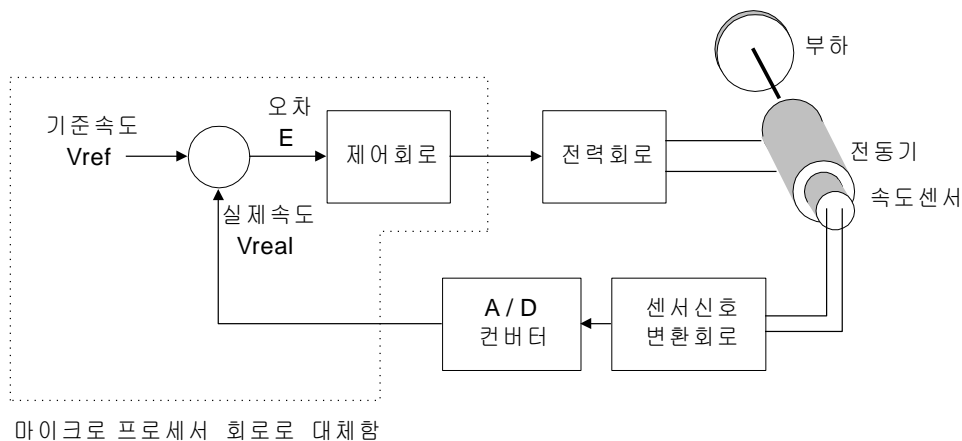 부하
기준속도
Vref
오차
E
제어회로
전력회로
전동기
속도센서
실제속도
Vreal
A / D
컨버터
센서신호
변환회로
마이크로 프로세서 회로로 대체함